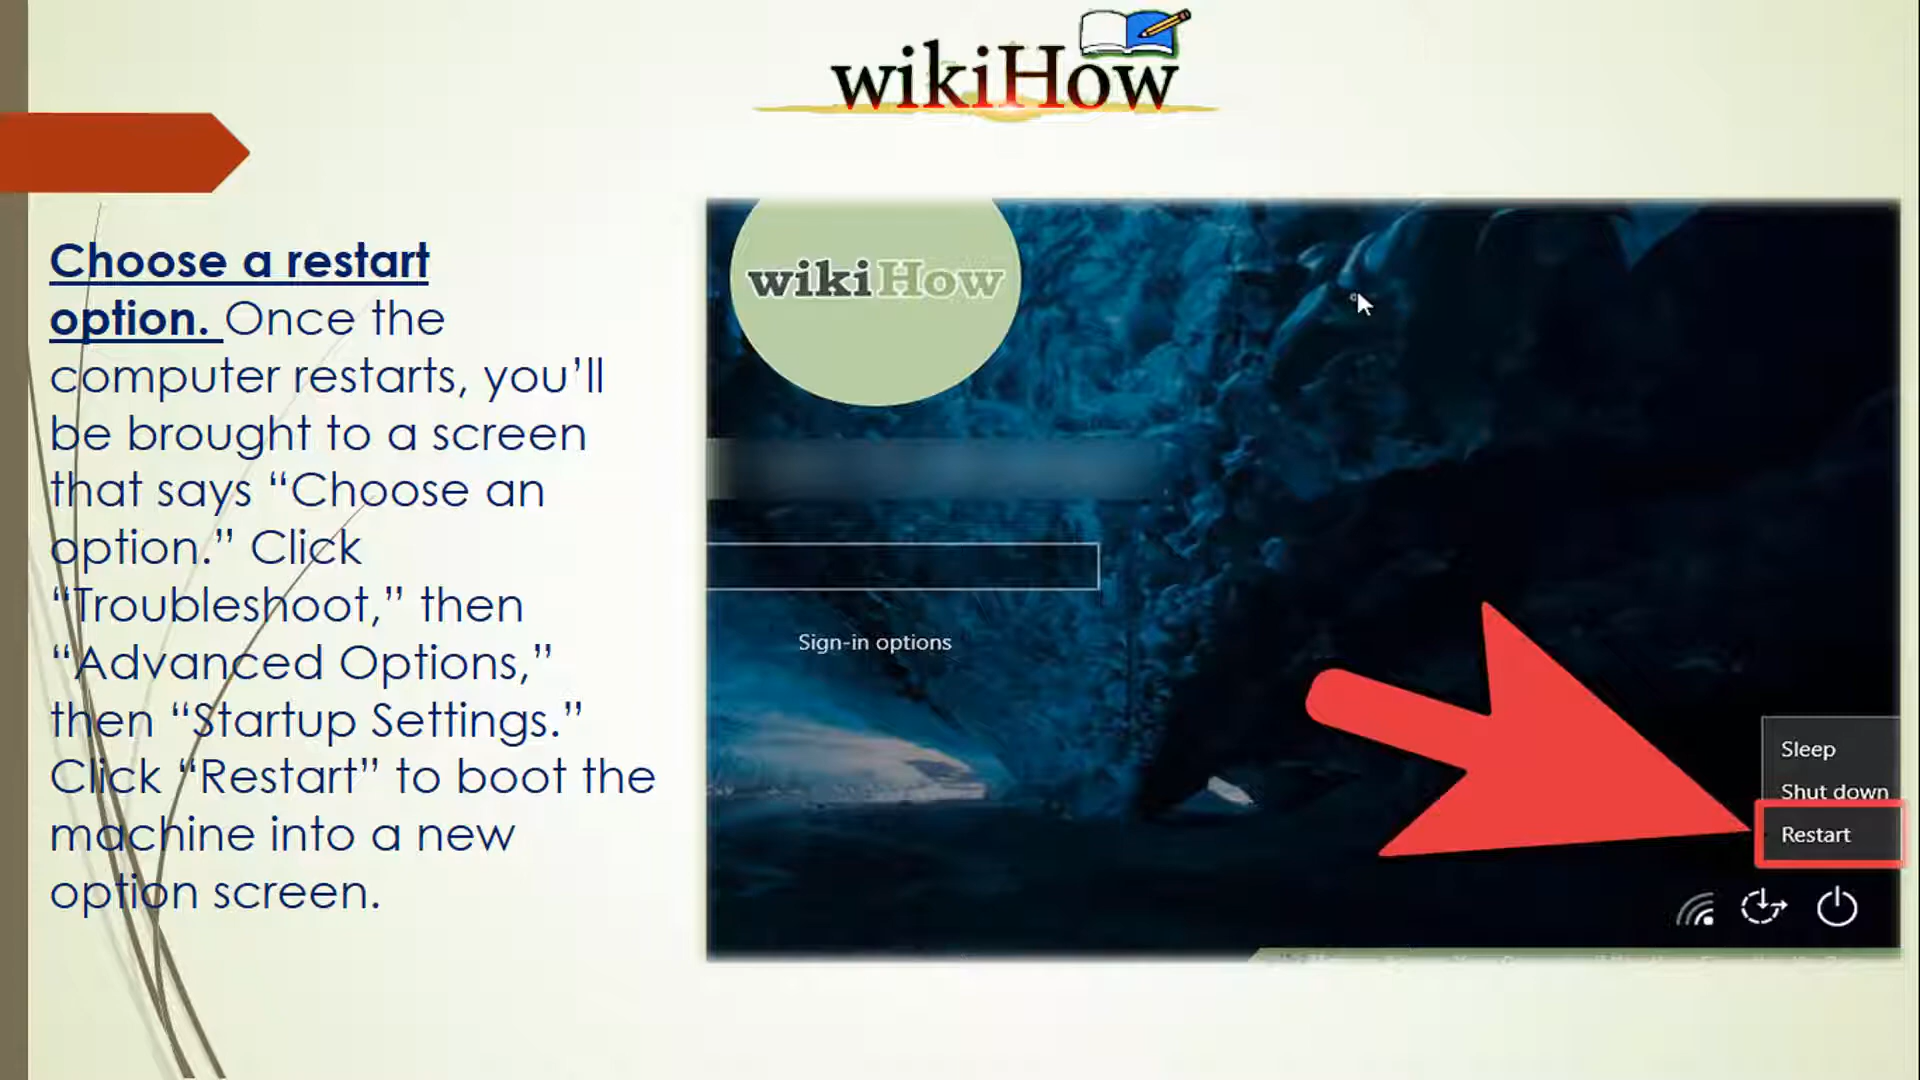 wikiHow
Choose a restart
option. Once the
computer restarts, you’ll
be brought to a screen
that says “Choose an
option.” Click
“Troubleshoot,” then
“Advanced Options,”
then “Startup Settings.”
Click “Restart” to boot the
machine into a new
option screen.
wikiHow
Sign-in options
Sleep
Shut down
Restart